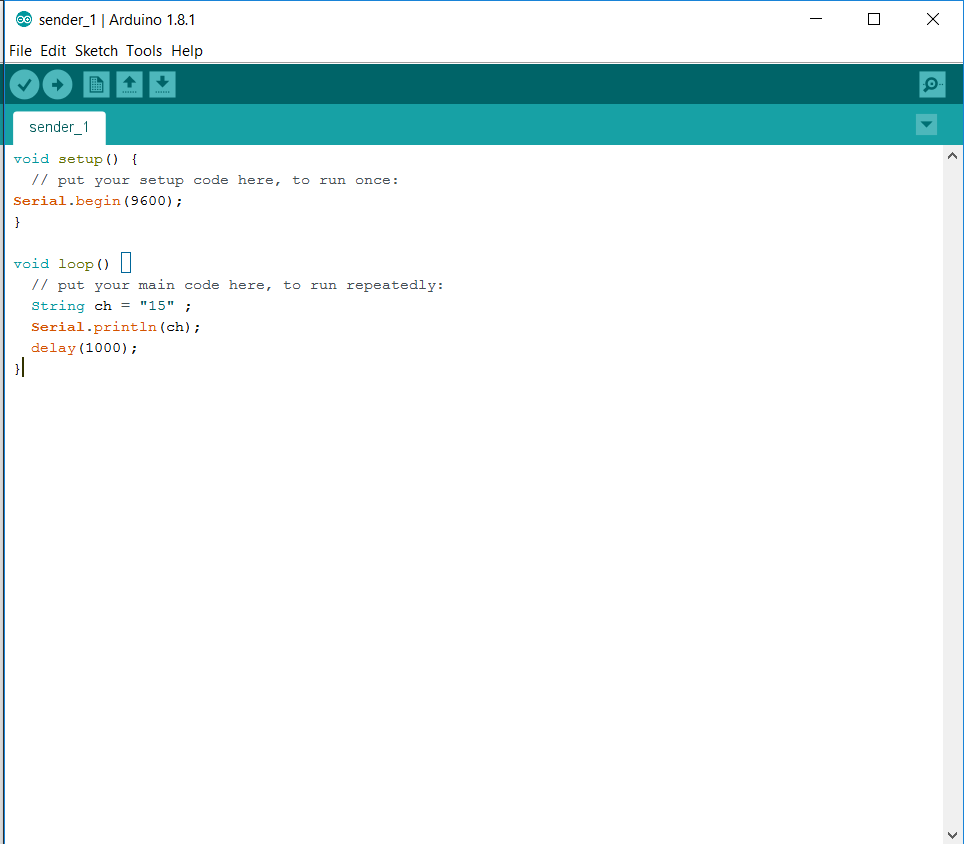 sender_1 | Arduino 1.8.1
File Edit Sketch Tools Help
sender_1
void setup() {
  // put your setup code here, to run once:
Serial.begin(9600);
}

void loop()
  // put your main code here, to run repeatedly:
  String ch = "15" ;
  Serial.println(ch);
  delay(1000);
}